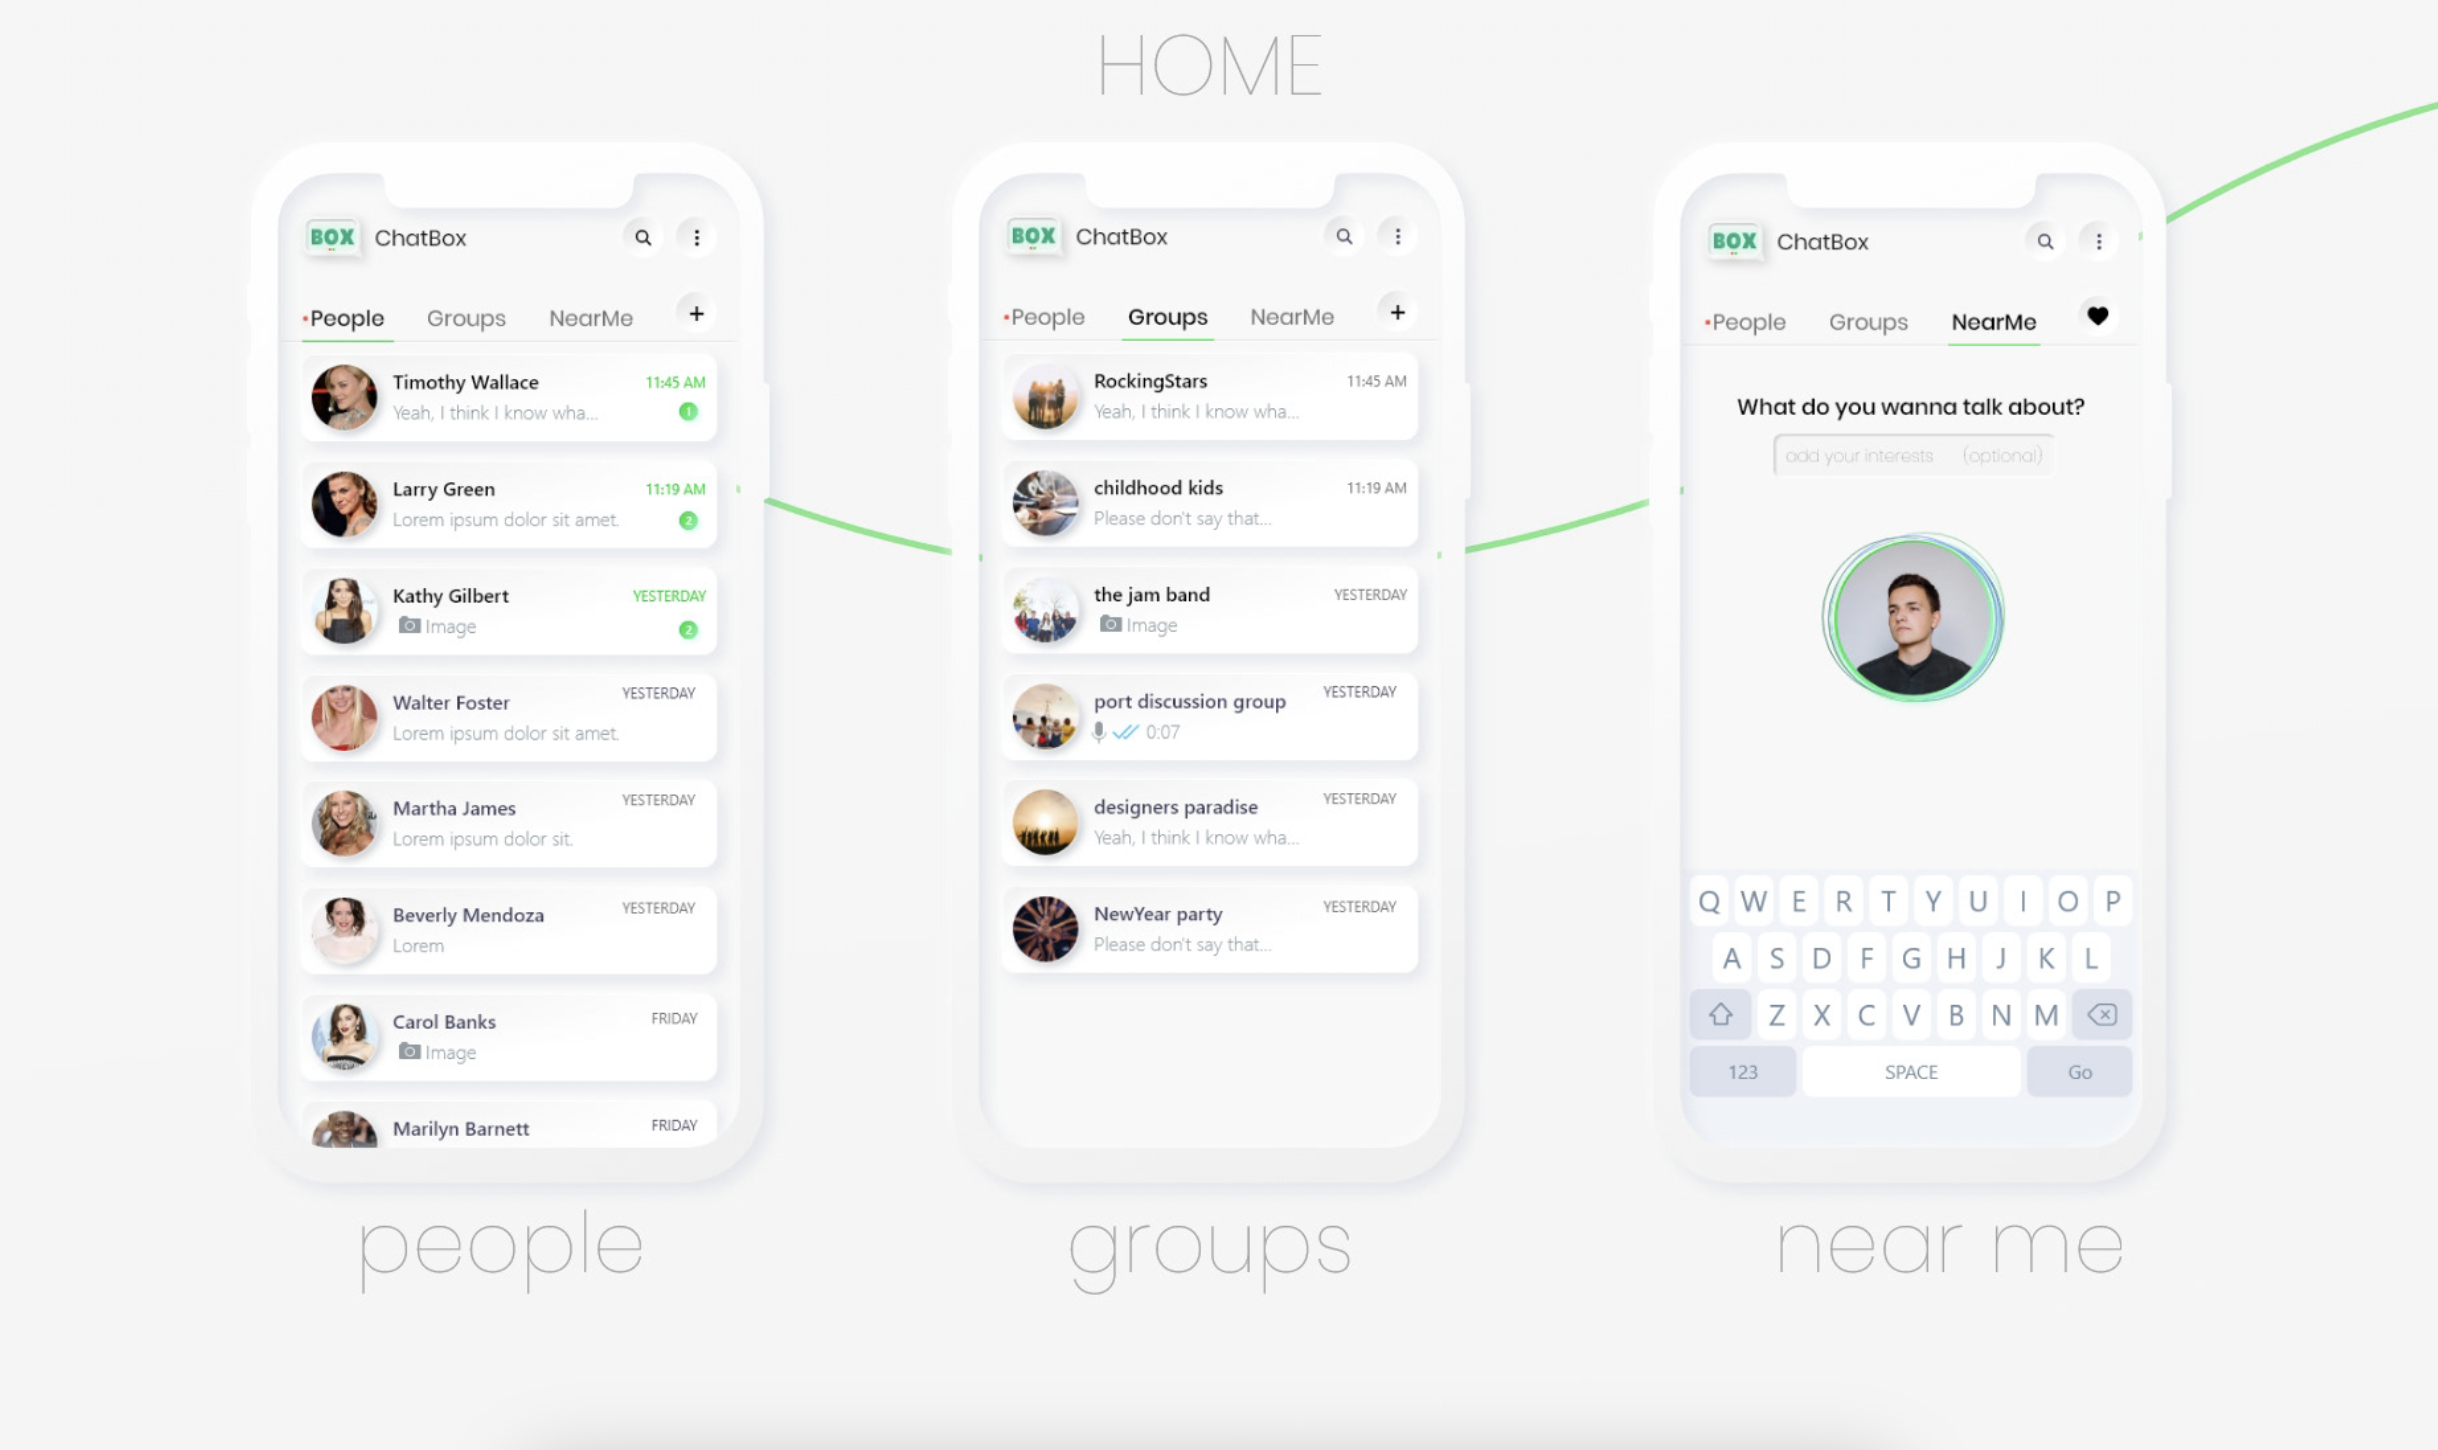 HOME
BOX ChatBox
People Groups NearMe +
Timothy Wallace 11:45 AM
Yeah, I think I know wha... 1
Larry Green 11:19 AM
Lorem ipsum dolor sit amet. 2
Kathy Gilbert YESTERDAY
Image 2
Walter Foster YESTERDAY
Lorem ipsum dolor sit amet.
Martha James YESTERDAY
Lorem ipsum dolor sit.
Beverly Mendoza YESTERDAY
Lorem
Carol Banks FRIDAY
Image
Marilyn Barnett FRIDAY
people
BOX ChatBox
People Groups NearMe +
RockingStars 11:45 AM
Yeah, I think I know wha...
childhood kids 11:19 AM
Please don't say that...
the jam band YESTERDAY
Image
port discussion group YESTERDAY
0:07
designers paradise YESTERDAY
Yeah, I think I know wha...
NewYear party YESTERDAY
Please don't say that...
groups
BOX ChatBox
People Groups NearMe
What do you wanna talk about?
add your interests (optional)
Q W E R T Y U I O P
A S D F G H J K L
Z X C V B N M
123 SPACE Go
near me